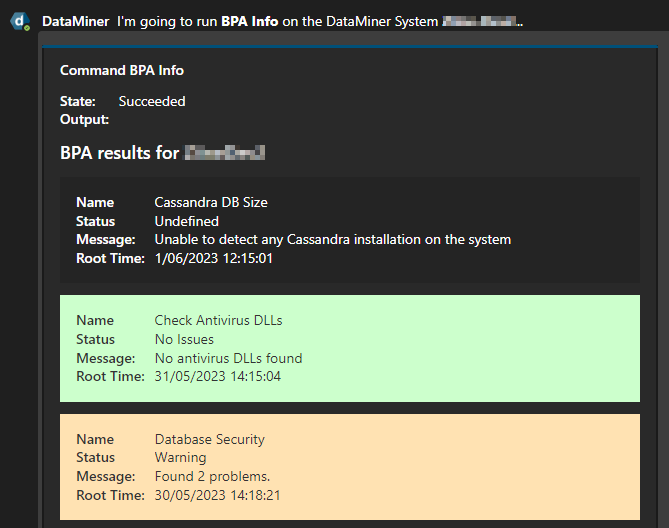 d DataMiner I'm going to run BPA Info on the DataMiner System ..
Command BPA Info
State: Succeeded
Output:
BPA results for
Name Cassandra DB Size
Status Undefined
Message: Unable to detect any Cassandra installation on the system
Root Time: 1/06/2023 12:15:01
Name Check Antivirus DLLs
Status No Issues
Message: No antivirus DLLs found
Root Time: 31/05/2023 14:15:04
Name Database Security
Status Warning
Message: Found 2 problems.
Root Time: 30/05/2023 14:18:21